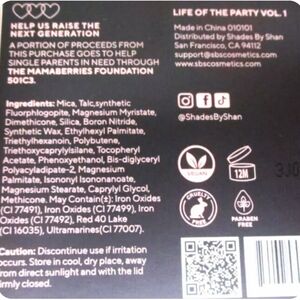 HELP US RAISE THE
NEXT GENERATION
A PORTION OF PROCEEDS FROM
THIS PURCHASE GOES TO HELP
SINGLE PARENTS IN NEED THROUGH
THE MAMABERRIES FOUNDATION
501C3.
Ingredients: Mica, Talc, synthetic
Fluorphlogopite, Magnesium Myristate,
Dimethicone, Silica, Boron Nitride,
Synthetic Wax, Ethylhexyl Palmitate,
Triethylhexanoin, Polybutene,
Triethoxycaprylylsilane, Tocopheryl
Acetate, Phenoxyethanol, Bis-diglyceryl
Polyacyladipate-2, Magnesium
Palmitate, Isononyl Isononanoate,
Magnesium Stearate, Caprylyl Glycol,
Methicone. May Contain(±): Iron Oxides
(CI 77491), Iron Oxides (CI 77499), Iron
Oxides (CI 77492), Red 40 Lake
(CI 16035), Ultramarines(CI 77007).
Caution: Discontinue use if irritation
occurs. Store in cool, dry place, away
from direct sunlight and with the lid
firmly closed.
LIFE OF THE PARTY VOL. 1
Made in China 010101
Distributed by Shades By Shan
San Francisco, CA 94112
support@sbscosmetics.com
www.sbscosmetics.com
@ShadesByShan
VEGAN
12M
CRUELTY
FREE
PARABEN
FREE